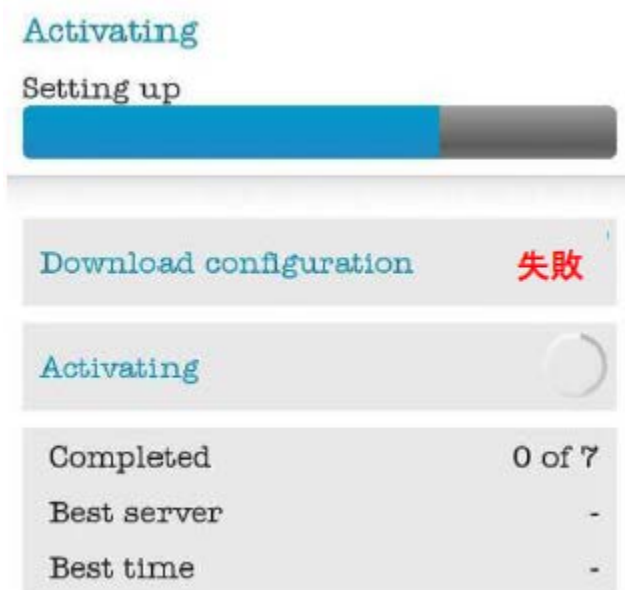 Activating
Setting up
Download configuration 失敗
Activating
Completed 0 of 7
Best server -
Best time -